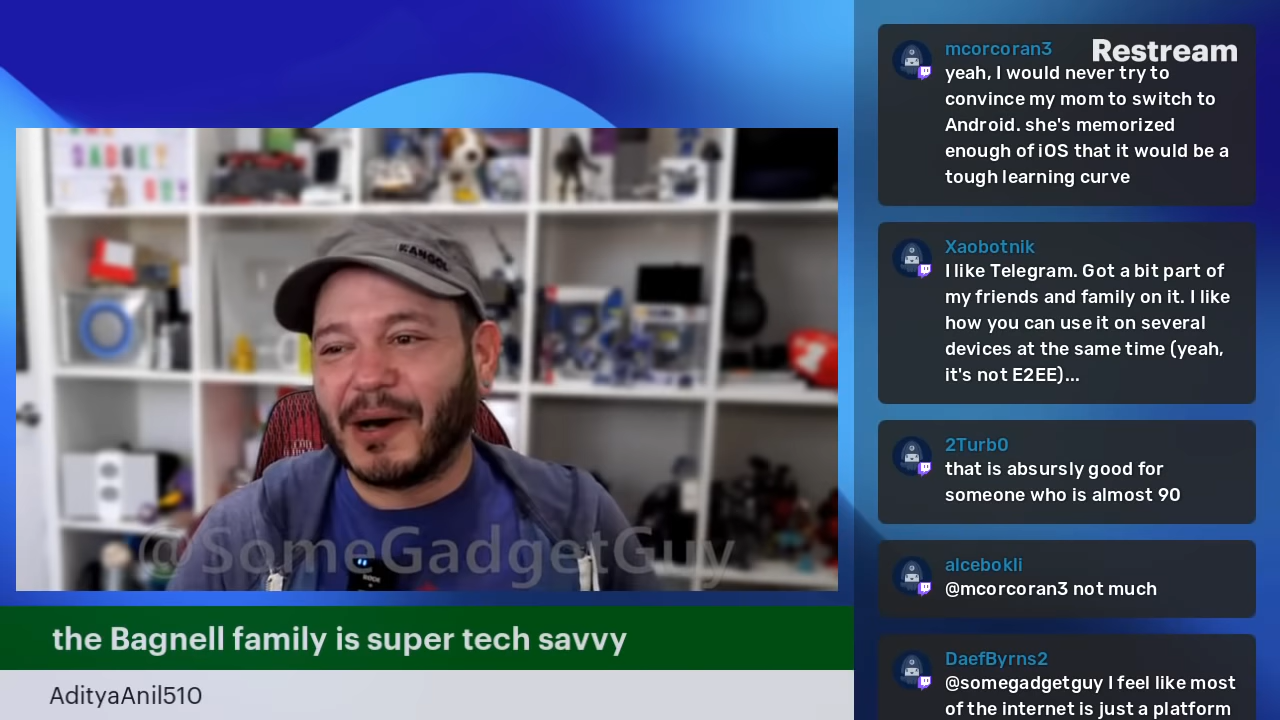 GADGET
GUY
KANGOL
@SomeGadgetGuy
the Bagnell family is super tech savvy
AdityaAnil510
Restream
mcorcoran3
yeah, I would never try to
convince my mom to switch to
Android. she's memorized
enough of iOS that it would be a
tough learning curve
Xaobotnik
I like Telegram. Got a bit part of
my friends and family on it. I like
how you can use it on several
devices at the same time (yeah,
it's not E2EE)...
2Turb0
that is absursly good for
someone who is almost 90
alcebokli
@mcorcoran3 not much
DaefByrns2
@somegadgetguy I feel like most
of the internet is just a platform